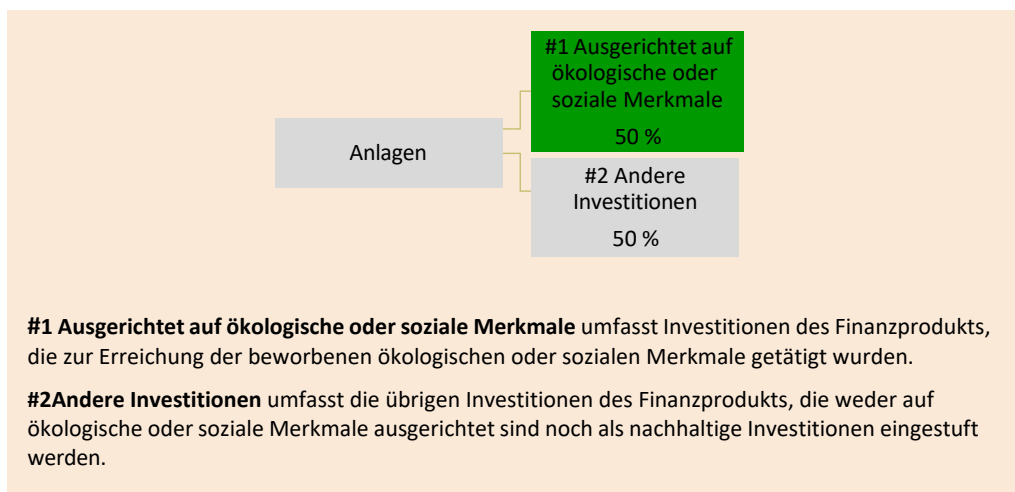 #1 Ausgerichtet auf
ökologische oder
soziale Merkmale
50 %
Anlagen
#2 Andere
Investitionen
50 %
#1 Ausgerichtet auf ökologische oder soziale Merkmale umfasst Investitionen des Finanzprodukts,
die zur Erreichung der beworbenen ökologischen oder sozialen Merkmale getätigt wurden.
#2Andere Investitionen umfasst die übrigen Investitionen des Finanzprodukts, die weder auf
ökologische oder soziale Merkmale ausgerichtet sind noch als nachhaltige Investitionen eingestuft
werden.